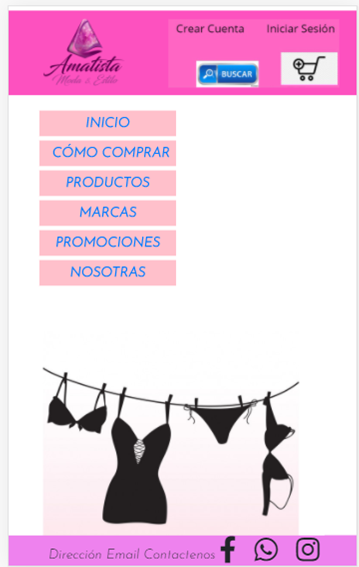 Crear Cuenta Iniciar Sesión
Amatista
Moda & Estilo
BUSCAR
INICIO
CÓMO COMPRAR
PRODUCTOS
MARCAS
PROMOCIONES
NOSOTRAS
Dirección Email Contactenos